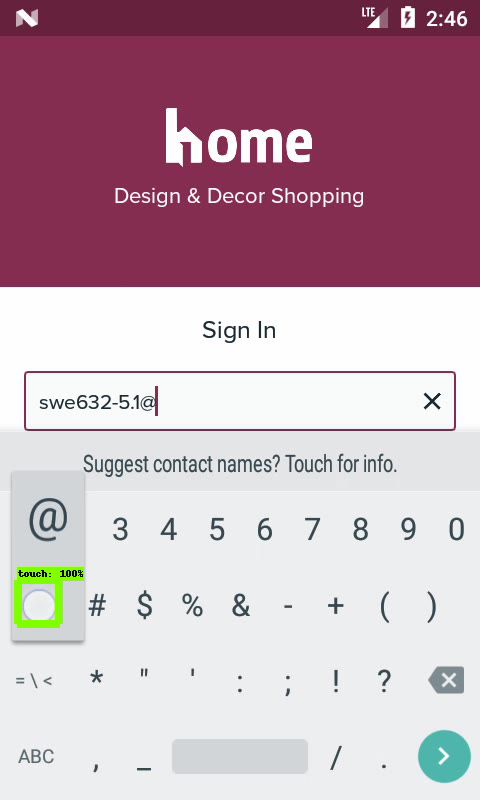 LTE 2:46
home
Design & Decor Shopping
Sign In
swe632-5.1@
Suggest contact names? Touch for info.
@ 3 4 5 6 7 8 9 0
touch: 100%
# $ % & - + ( )
= \ < * " ' : ; ! ?
ABC , _ / .